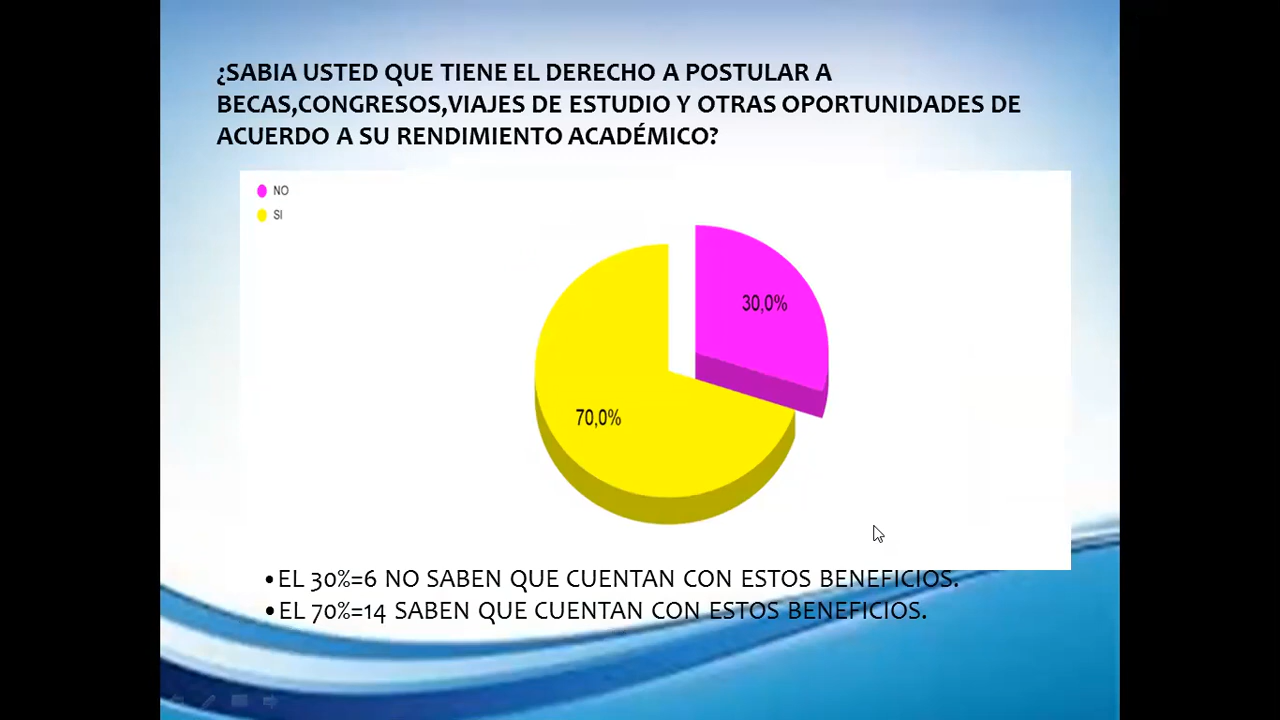 ¿SABIA USTED QUE TIENE EL DERECHO A POSTULAR A
BECAS,CONGRESOS,VIAJES DE ESTUDIO Y OTRAS OPORTUNIDADES DE
ACUERDO A SU RENDIMIENTO ACADÉMICO?
NO
SI
30,0%
70,0%
•EL 30%=6 NO SABEN QUE CUENTAN CON ESTOS BENEFICIOS.
•EL 70%=14 SABEN QUE CUENTAN CON ESTOS BENEFICIOS.